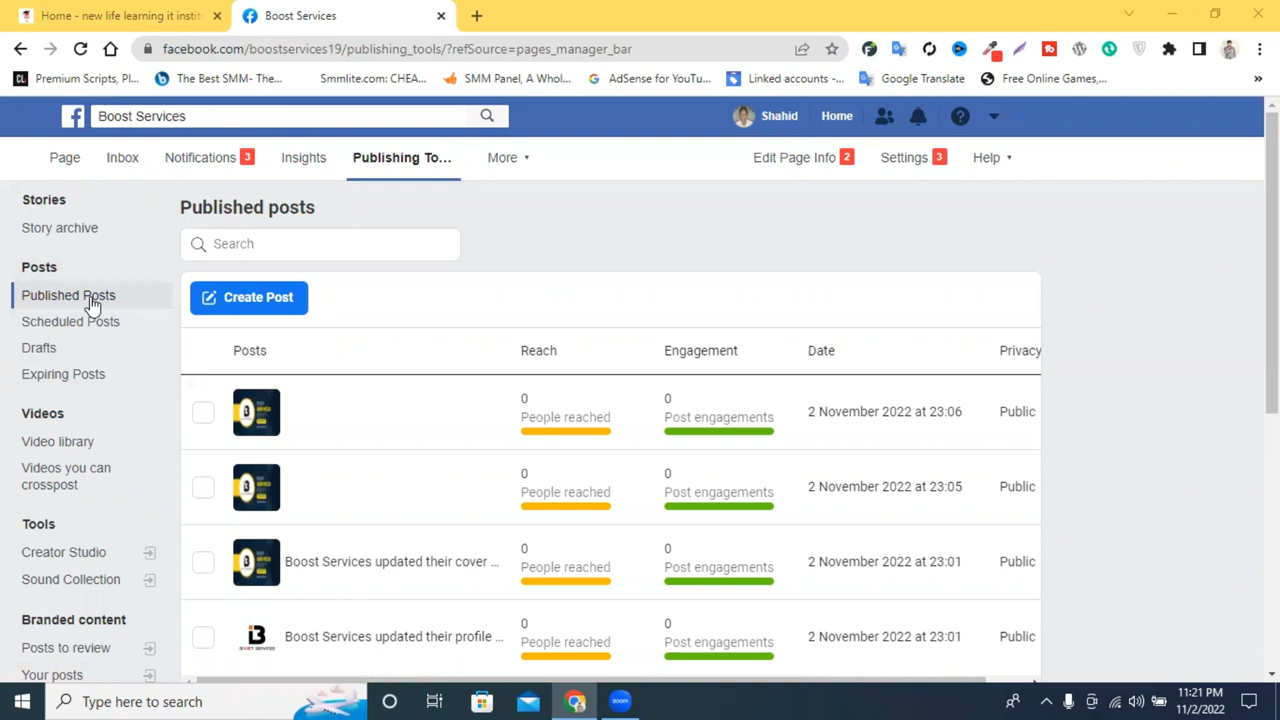 Home - new life learning it instit
Boost Services
facebook.com/boostservices19/publishing_tools/?refSource=pages_manager_bar
Premium Scripts, Pl...
The Best SMM- The...
Smmlite.com: CHEA...
SMM Panel, A Whol...
AdSense for YouTu...
Linked accounts -...
Google Translate
Free Online Games,...
»
Boost Services
Shahid
Home
Page
Inbox
Notifications 3
Insights
Publishing To...
More
Edit Page Info 2
Settings 3
Help
Stories
Story archive
Posts
Published Posts
Scheduled Posts
Drafts
Expiring Posts
Videos
Video library
Videos you can
crosspost
Tools
Creator Studio
Sound Collection
Branded content
Posts to review
Your posts
Published posts
Search
Create Post
Posts Reach Engagement Date Privacy
0 0
People reached Post engagements 2 November 2022 at 23:06 Public
0 0
People reached Post engagements 2 November 2022 at 23:05 Public
0 0
Boost Services updated their cover ... People reached Post engagements 2 November 2022 at 23:01 Public
0 0
Boost Services updated their profile ... People reached Post engagements 2 November 2022 at 23:01 Public
Type here to search
zoom
11:21 PM
11/2/2022